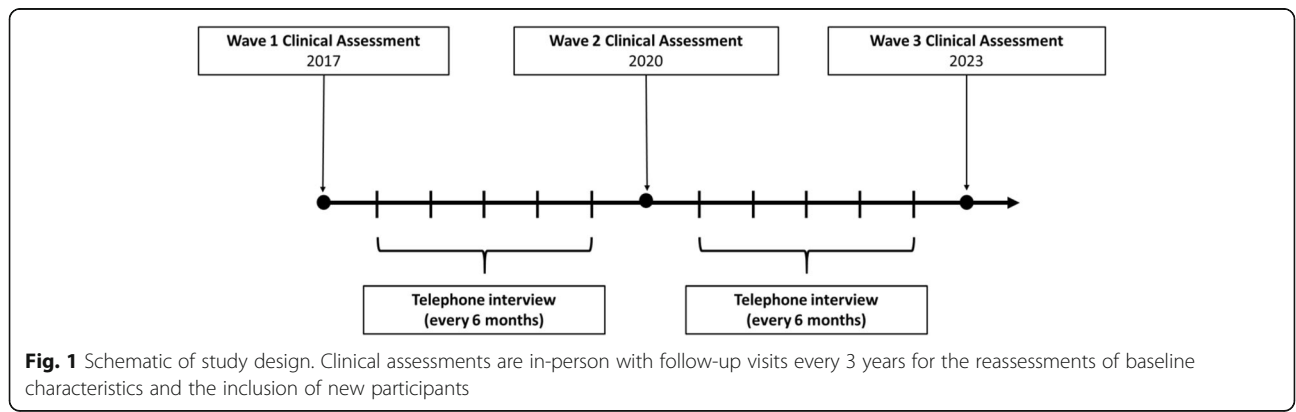 Wave 1 Clinical Assessment
2017
Wave 2 Clinical Assessment
2020
Wave 3 Clinical Assessment
2023
Telephone interview
(every 6 months)
Telephone interview
(every 6 months)
Fig. 1 Schematic of study design. Clinical assessments are in-person with follow-up visits every 3 years for the reassessments of baseline
characteristics and the inclusion of new participants